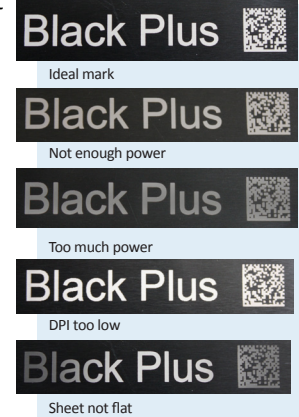 Black Plus
Ideal mark
Black Plus
Not enough power
Black Plus
Too much power
Black Plus
DPI too low
Black Plus
Sheet not flat